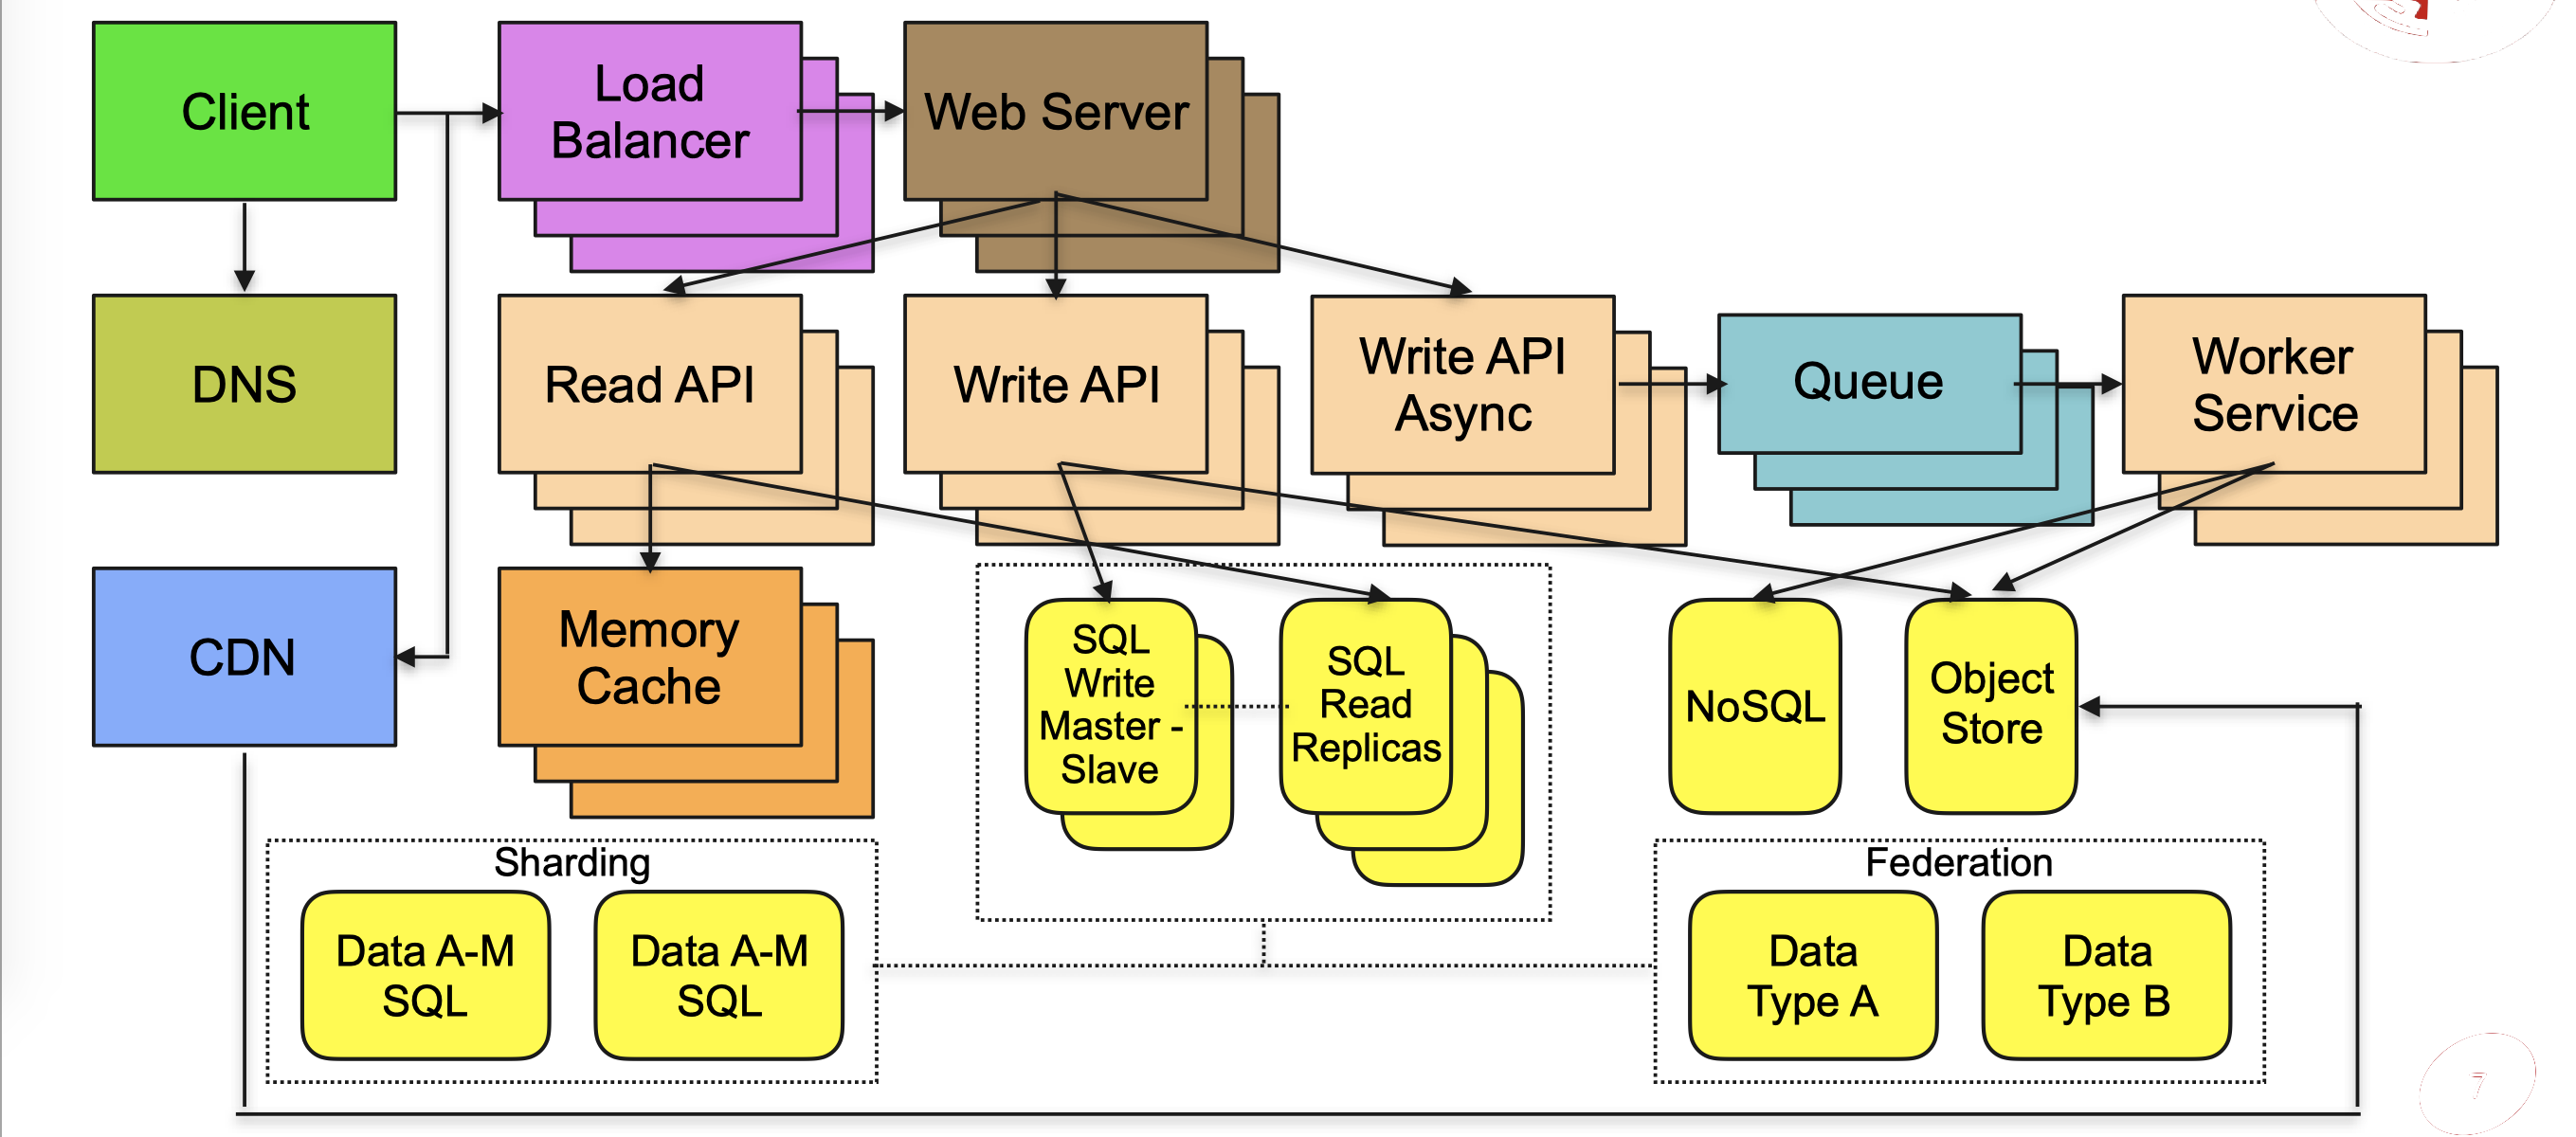 Client
Load
Balancer
Web Server
DNS
Read API
Write API
Write API
Async
Queue
Worker
Service
CDN
Memory
Cache
SQL
Write
Master -
Slave
SQL
Read
Replicas
NoSQL
Object
Store
Sharding
Data A-M
SQL
Data A-M
SQL
Federation
Data
Type A
Data
Type B
7